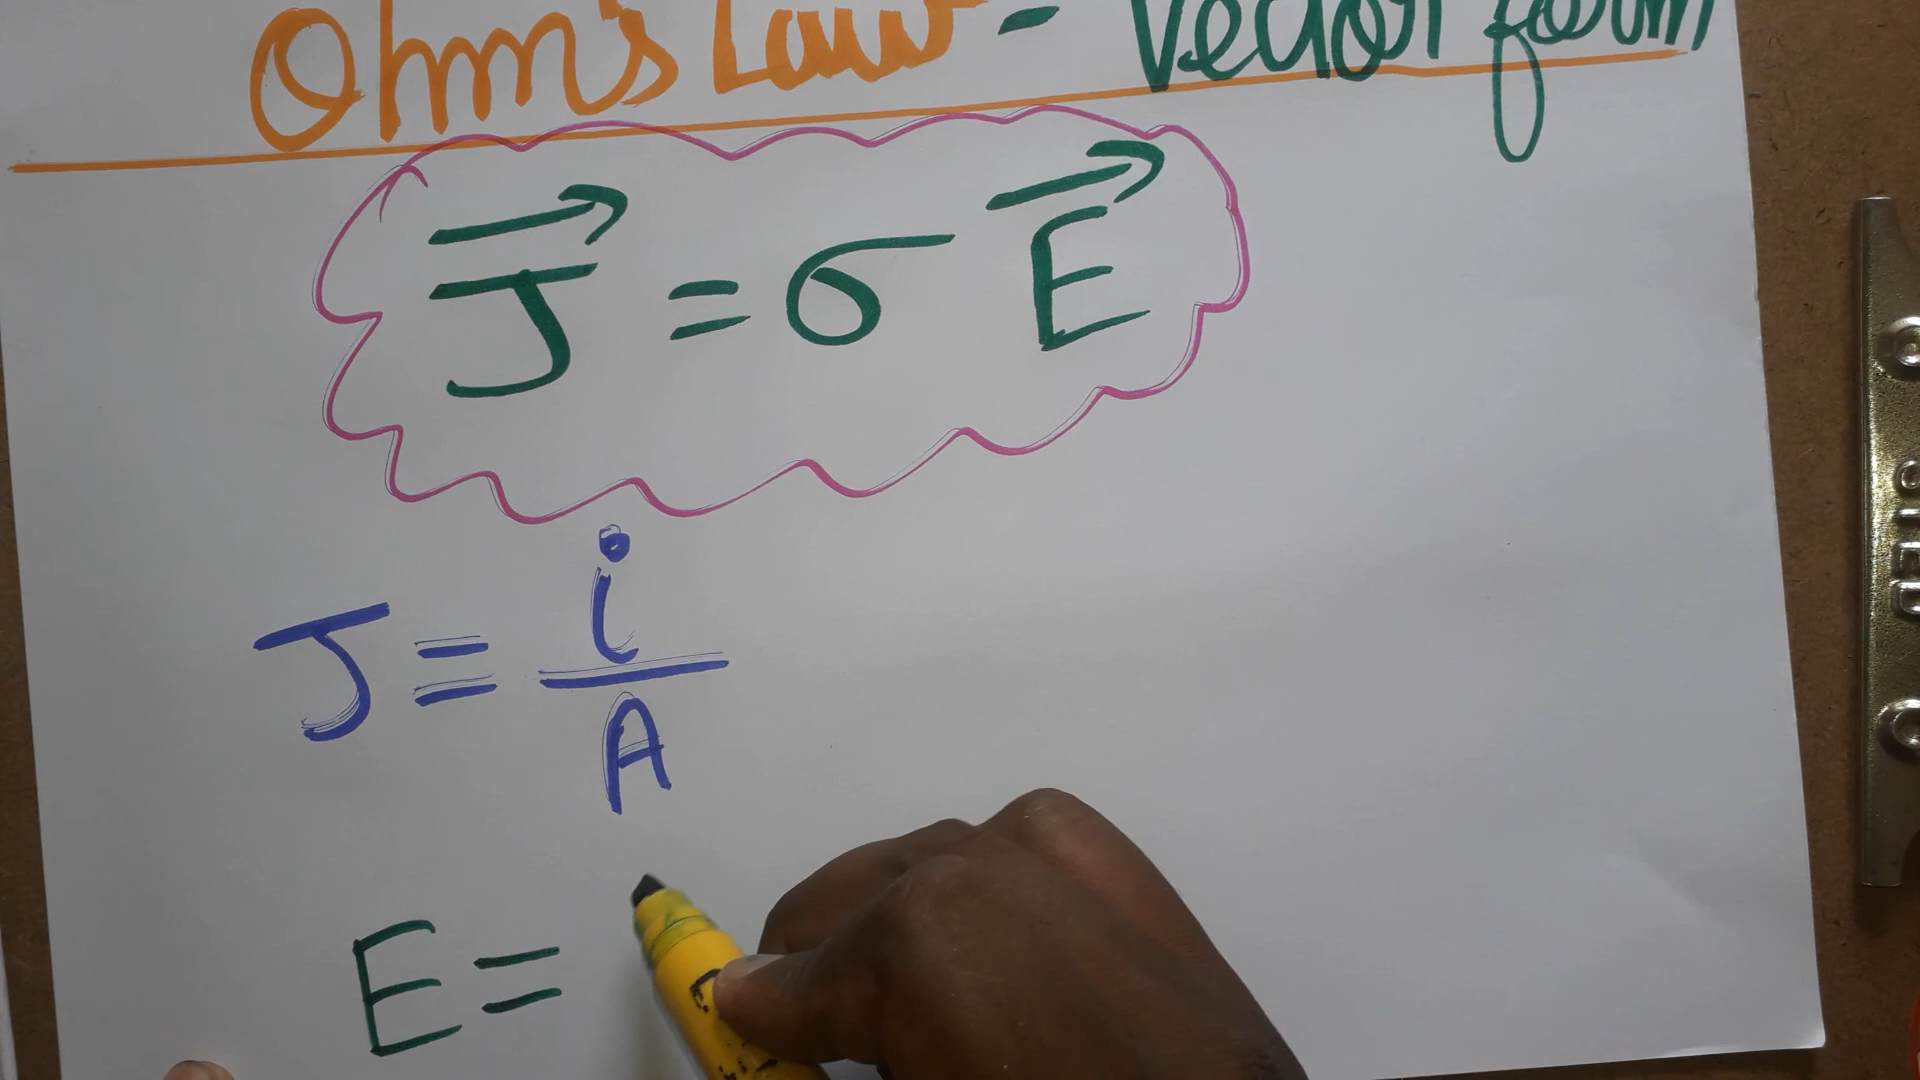 Ohm's Law - Vector form
J⃗ = σ E⃗
J = i/A
E =